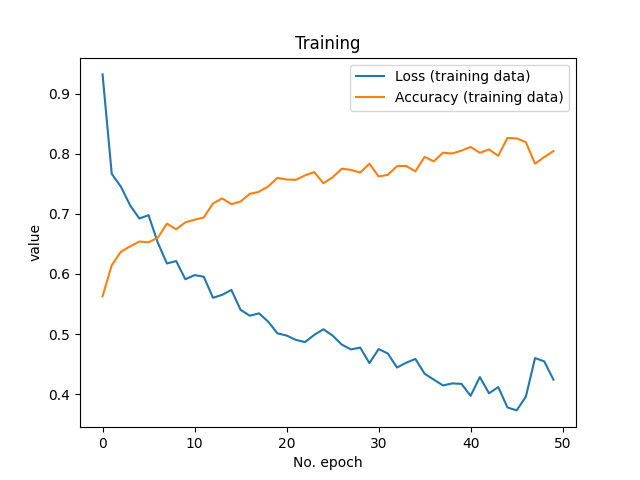 Training
Loss (training data)
Accuracy (training data)
0.9
0.8
0.7
0.6
0.5
0.4
value
0 10 20 30 40 50
No. epoch